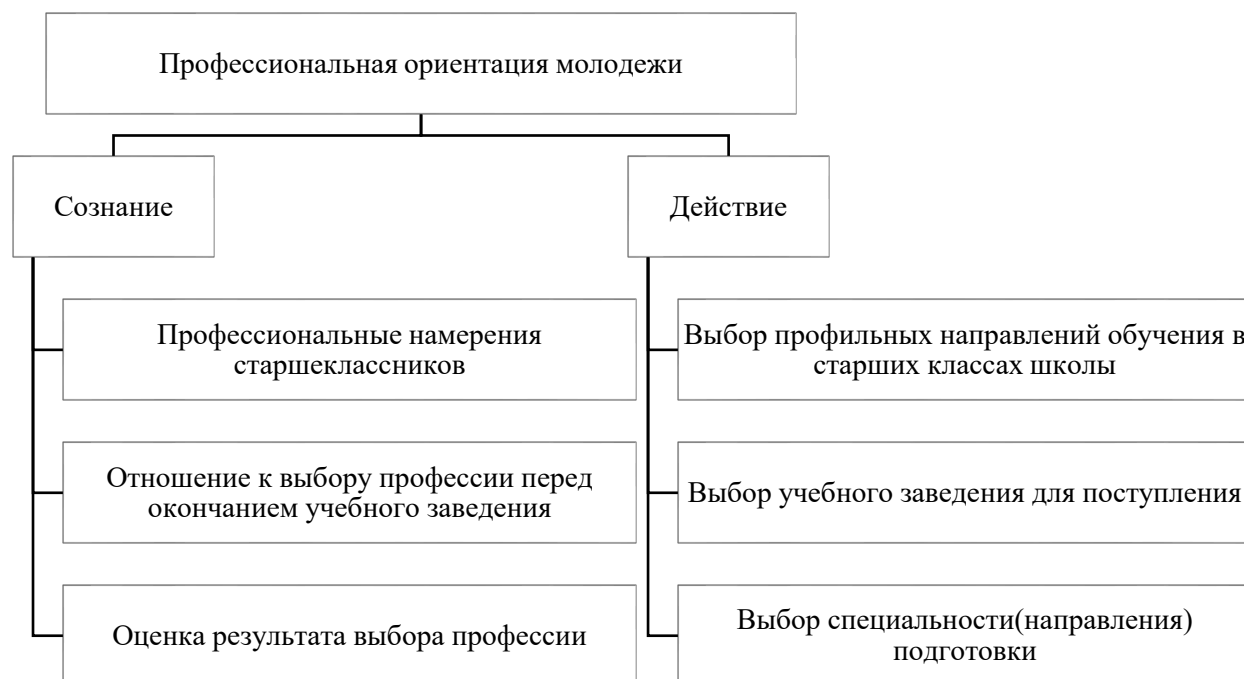 Профессиональная ориентация молодежи
Сознание
Действие
Профессиональные намерения
старшеклассников
Выбор профильных направлений обучения в
старших классах школы
Отношение к выбору профессии перед
окончанием учебного заведения
Выбор учебного заведения для поступления
Оценка результата выбора профессии
Выбор специальности(направления)
подготовки